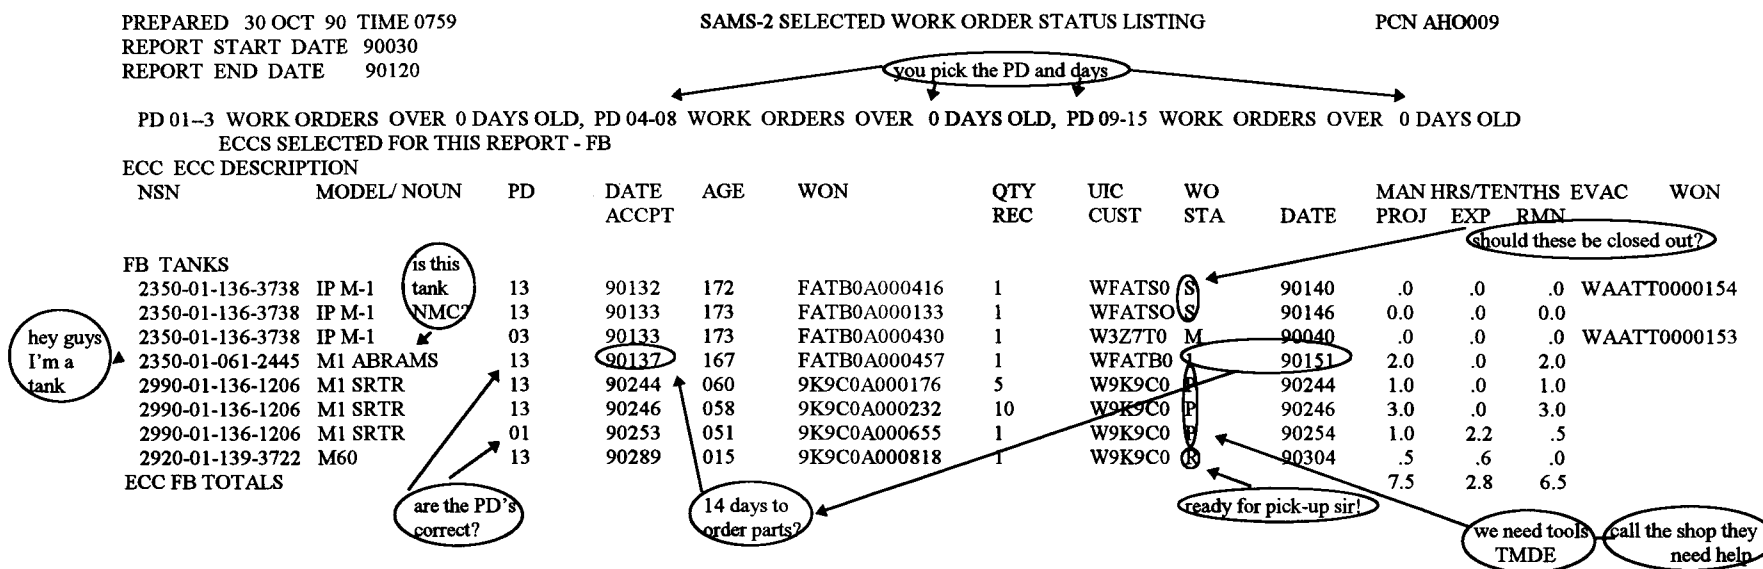 PREPARED 30 OCT 90 TIME 0759 SAMS-2 SELECTED WORK ORDER STATUS LISTING PCN AHO009
REPORT START DATE 90030
REPORT END DATE 90120
you pick the PD and days
PD 01--3 WORK ORDERS OVER 0 DAYS OLD, PD 04-08 WORK ORDERS OVER 0 DAYS OLD, PD 09-15 WORK ORDERS OVER 0 DAYS OLD
ECCS SELECTED FOR THIS REPORT - FB
ECC ECC DESCRIPTION
NSN MODEL/ NOUN PD DATE AGE WON QTY UIC WO MAN HRS/TENTHS EVAC WON
ACCPT REC CUST STA DATE PROJ EXP RMN
should these be closed out?
FB TANKS
is this
tank
NMC?
2350-01-136-3738 IP M-1 13 90132 172 FATB0A000416 1 WFATS0 S 90140 .0 .0 .0 WAATT0000154
2350-01-136-3738 IP M-1 13 90133 173 FATB0A000133 1 WFATSO S 90146 0.0 .0 0.0
2350-01-136-3738 IP M-1 03 90133 173 FATB0A000430 1 W3Z7T0 M 90040 .0 .0 .0 WAATT0000153
hey guys
I'm a
tank
2350-01-061-2445 M1 ABRAMS 13 90137 167 FATB0A000457 1 WFATB0 1 90151 2.0 .0 2.0
2990-01-136-1206 M1 SRTR 13 90244 060 9K9C0A000176 5 W9K9C0 P 90244 1.0 .0 1.0
2990-01-136-1206 M1 SRTR 13 90246 058 9K9C0A000232 10 W9K9C0 P 90246 3.0 .0 3.0
2990-01-136-1206 M1 SRTR 01 90253 051 9K9C0A000655 1 W9K9C0 P 90254 1.0 2.2 .5
2920-01-139-3722 M60 13 90289 015 9K9C0A000818 1 W9K9C0 R 90304 .5 .6 .0
ECC FB TOTALS 7.5 2.8 6.5
are the PD's
correct?
14 days to
order parts?
ready for pick-up sir!
we need tools
TMDE
call the shop they
need help